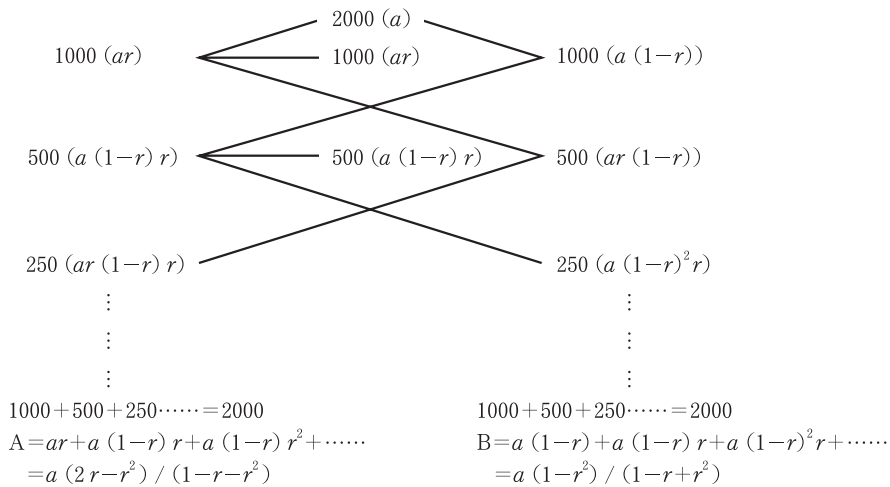 2000 (a)
1000 (ar) 1000 (ar) 1000 (a (1−r))
500 (a (1−r) r) 500 (a (1−r) r) 500 (ar (1−r))
250 (ar (1−r) r) 250 (a (1−r)²r)
⋮ ⋮
⋮ ⋮
⋮ ⋮
1000+500+250⋯⋯=2000 1000+500+250⋯⋯=2000
A=ar+a (1−r) r+a (1−r) r²+⋯⋯ B=a (1−r)+a (1−r) r+a (1−r)²r+⋯⋯
=a (2r−r²) / (1−r−r²) =a (1−r²) / (1−r+r²)